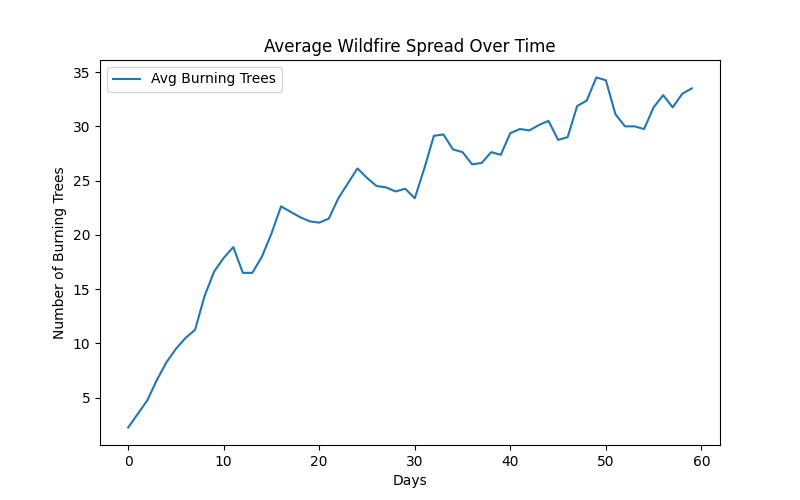 Average Wildfire Spread Over Time
Avg Burning Trees
Number of Burning Trees
35
30
25
20
15
10
5
0 10 20 30 40 50 60
Days